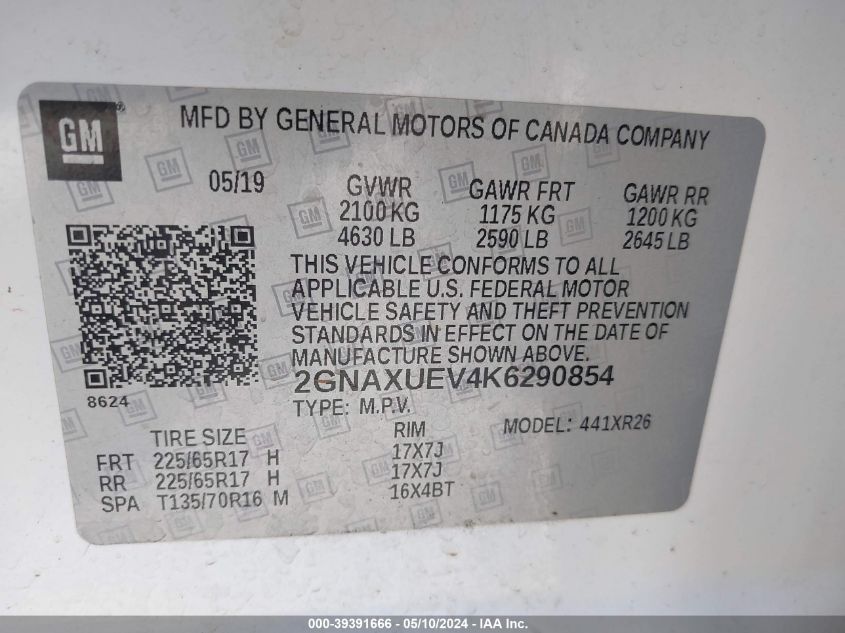 GM
MFD BY GENERAL MOTORS OF CANADA COMPANY
05/19 GVWR GAWR FRT GAWR RR
2100 KG 1175 KG 1200 KG
4630 LB 2590 LB 2645 LB
THIS VEHICLE CONFORMS TO ALL
APPLICABLE U.S. FEDERAL MOTOR
VEHICLE SAFETY AND THEFT PREVENTION
STANDARDS IN EFFECT ON THE DATE OF
MANUFACTURE SHOWN ABOVE.
2GNAXUEV4K6290854
8624
TYPE: M.P.V. MODEL: 441XR26
TIRE SIZE RIM
FRT 225/65R17 H 17X7J
RR 225/65R17 H 17X7J
SPA T135/70R16 M 16X4BT
000-39391666 - 05/10/2024 - IAA Inc.